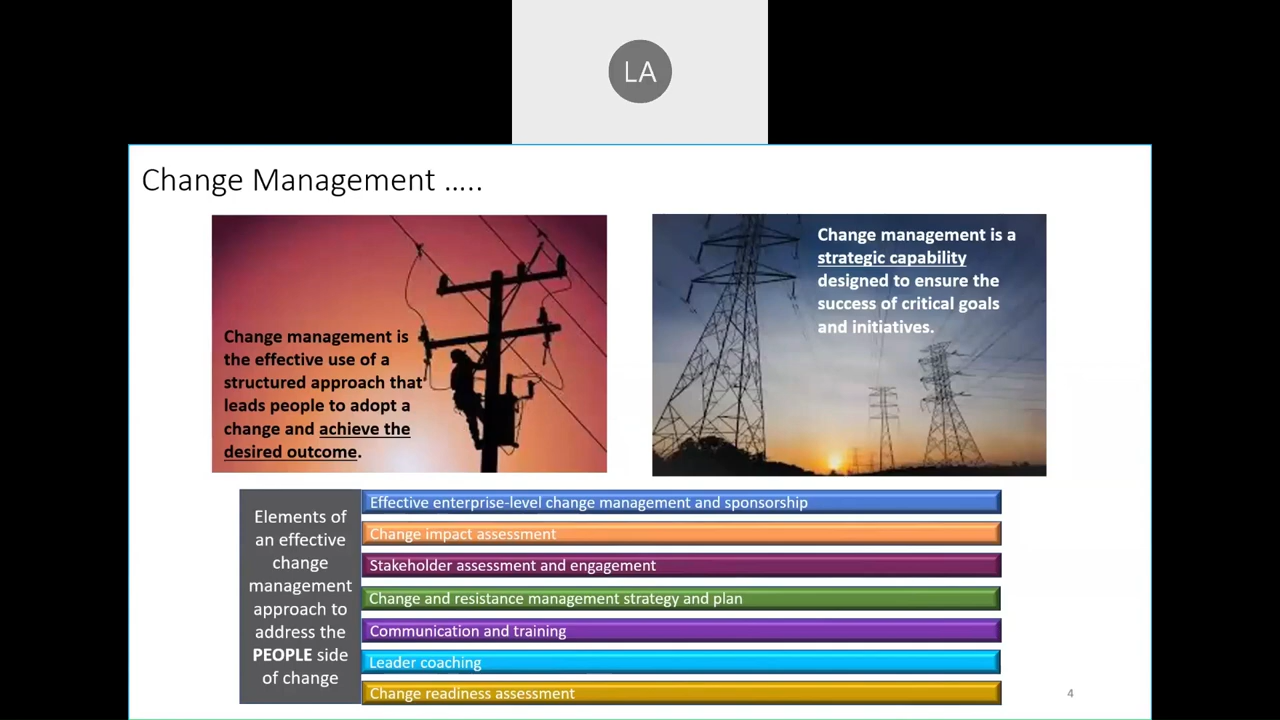 LA
Change Management …..
Change management is
the effective use of a
structured approach that
leads people to adopt a
change and achieve the
desired outcome.
Change management is a
strategic capability
designed to ensure the
success of critical goals
and initiatives.
Elements of
an effective
change
management
approach to
address the
PEOPLE side
of change
Effective enterprise-level change management and sponsorship
Change impact assessment
Stakeholder assessment and engagement
Change and resistance management strategy and plan
Communication and training
Leader coaching
Change readiness assessment
4